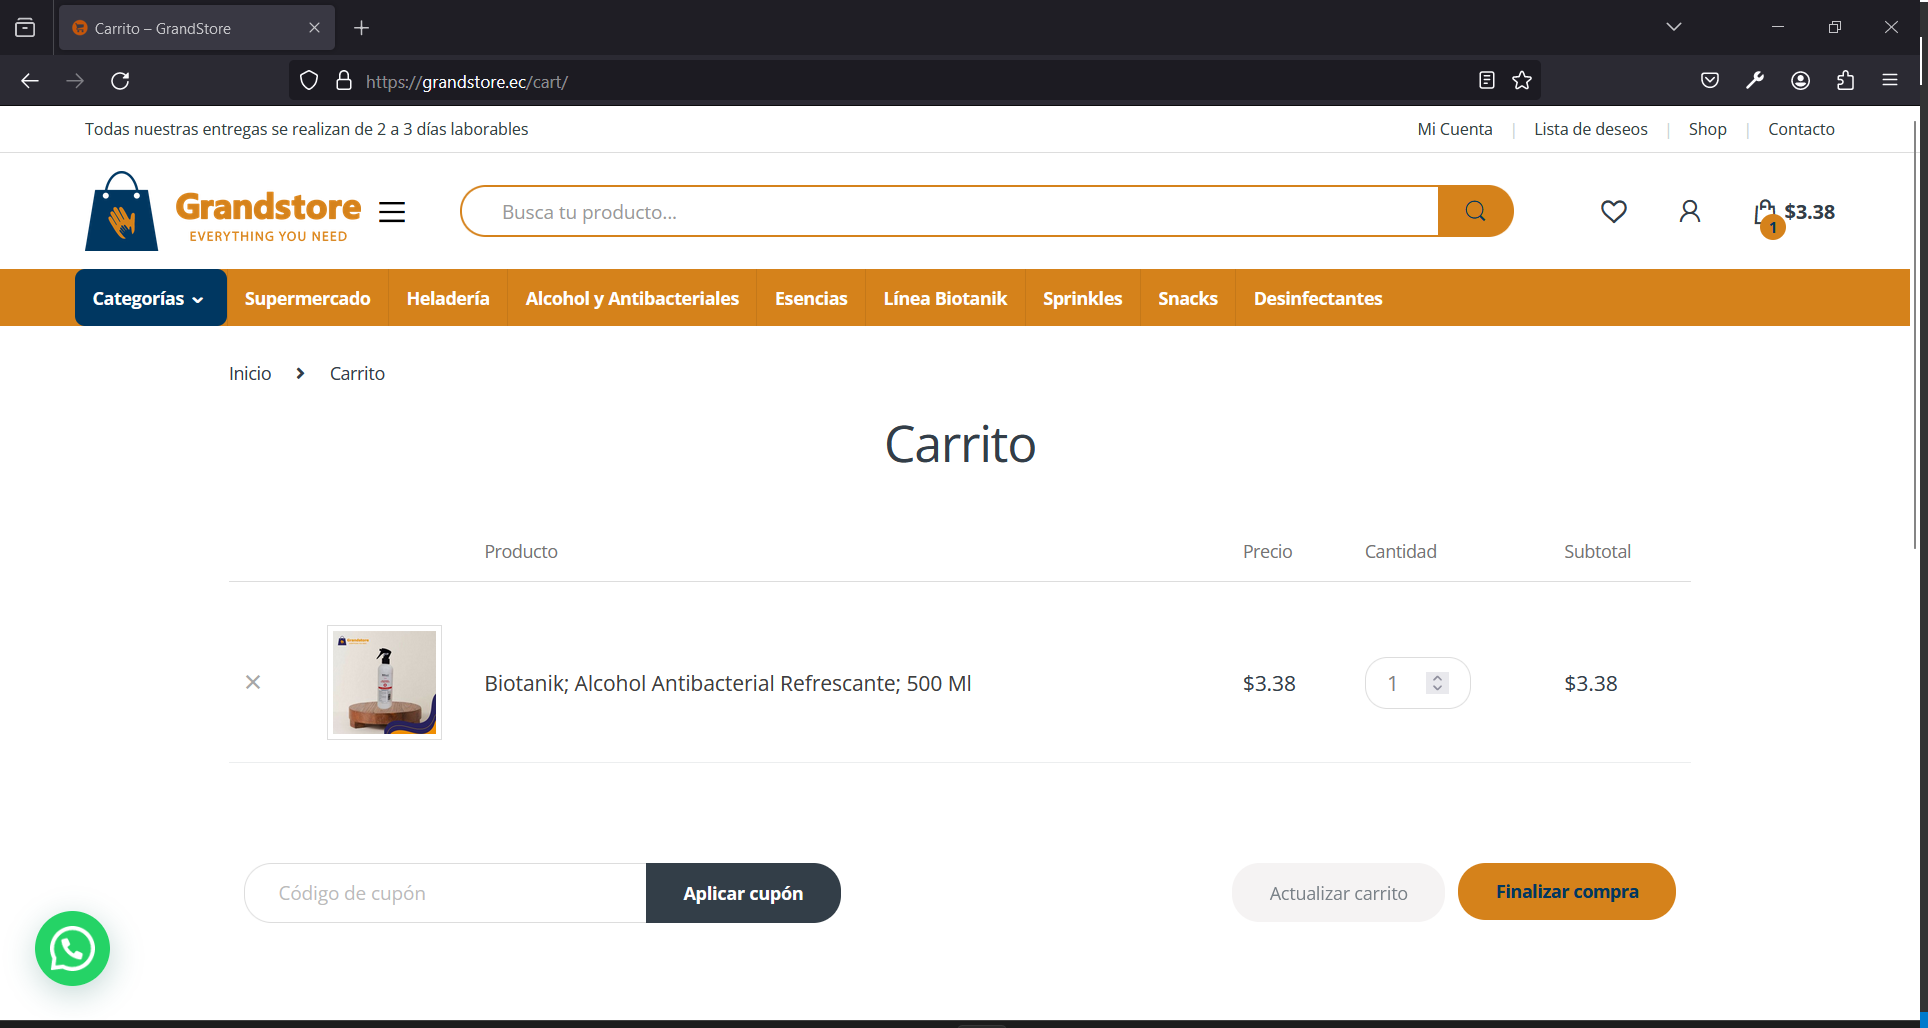 Carrito – GrandStore
https://grandstore.ec/cart/
Todas nuestras entregas se realizan de 2 a 3 días laborables
Mi Cuenta
Lista de deseos
Shop
Contacto
Grandstore
EVERYTHING YOU NEED
Busca tu producto...
1
$3.38
Categorías
Supermercado
Heladería
Alcohol y Antibacteriales
Esencias
Línea Biotanik
Sprinkles
Snacks
Desinfectantes
Inicio
Carrito
Carrito
Producto
Precio
Cantidad
Subtotal
Grandstore
Biotanik; Alcohol Antibacterial Refrescante; 500 Ml
$3.38
1
$3.38
Código de cupón
Aplicar cupón
Actualizar carrito
Finalizar compra